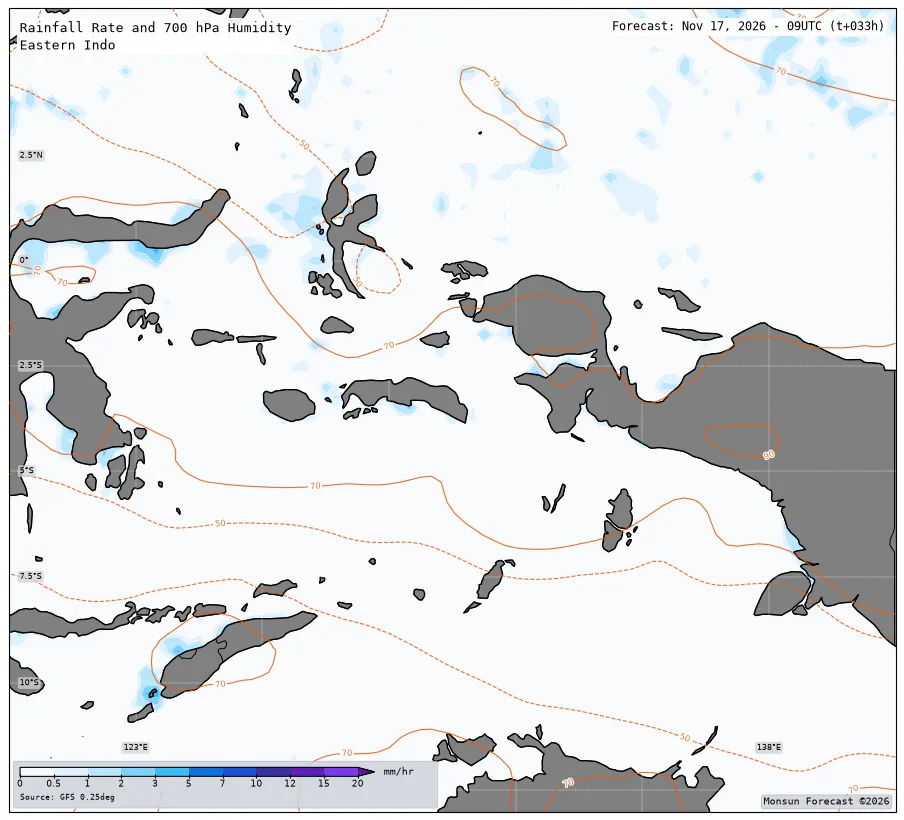 Rainfall Rate and 700 hPa Humidity
Eastern Indo
Forecast: Nov 17, 2026 - 09UTC (t+033h)
70
70
50
2.5°N
0°
70
70
50
70
2.5°S
90
5°S
70
50
7.5°S
10°S
70
50
123°E
138°E
70
70
70
mm/hr
0 0.5 1 2 3 5 7 10 12 15 20
Source: GFS 0.25deg
Monsun Forecast ©2026